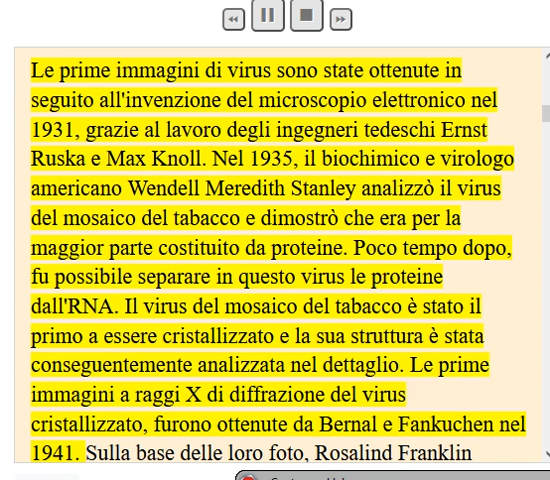 Le prime immagini di virus sono state ottenute in
seguito all'invenzione del microscopio elettronico nel
1931, grazie al lavoro degli ingegneri tedeschi Ernst
Ruska e Max Knoll. Nel 1935, il biochimico e virologo
americano Wendell Meredith Stanley analizzò il virus
del mosaico del tabacco e dimostrò che era per la
maggior parte costituito da proteine. Poco tempo dopo,
fu possibile separare in questo virus le proteine
dall'RNA. Il virus del mosaico del tabacco è stato il
primo a essere cristallizzato e la sua struttura è stata
conseguentemente analizzata nel dettaglio. Le prime
immagini a raggi X di diffrazione del virus
cristallizzato, furono ottenute da Bernal e Fankuchen nel
1941. Sulla base delle loro foto, Rosalind Franklin